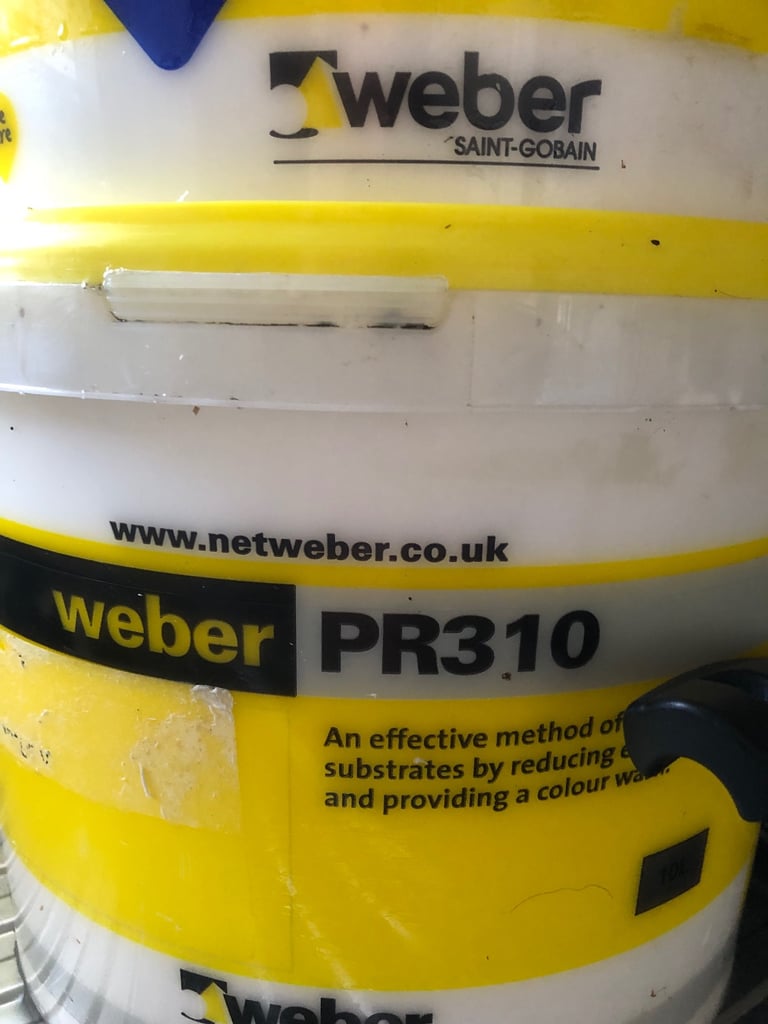 weber
SAINT-GOBAIN
www.netweber.co.uk
weber PR310
An effective method of
substrates by reducing
and providing a colour
10L
weber